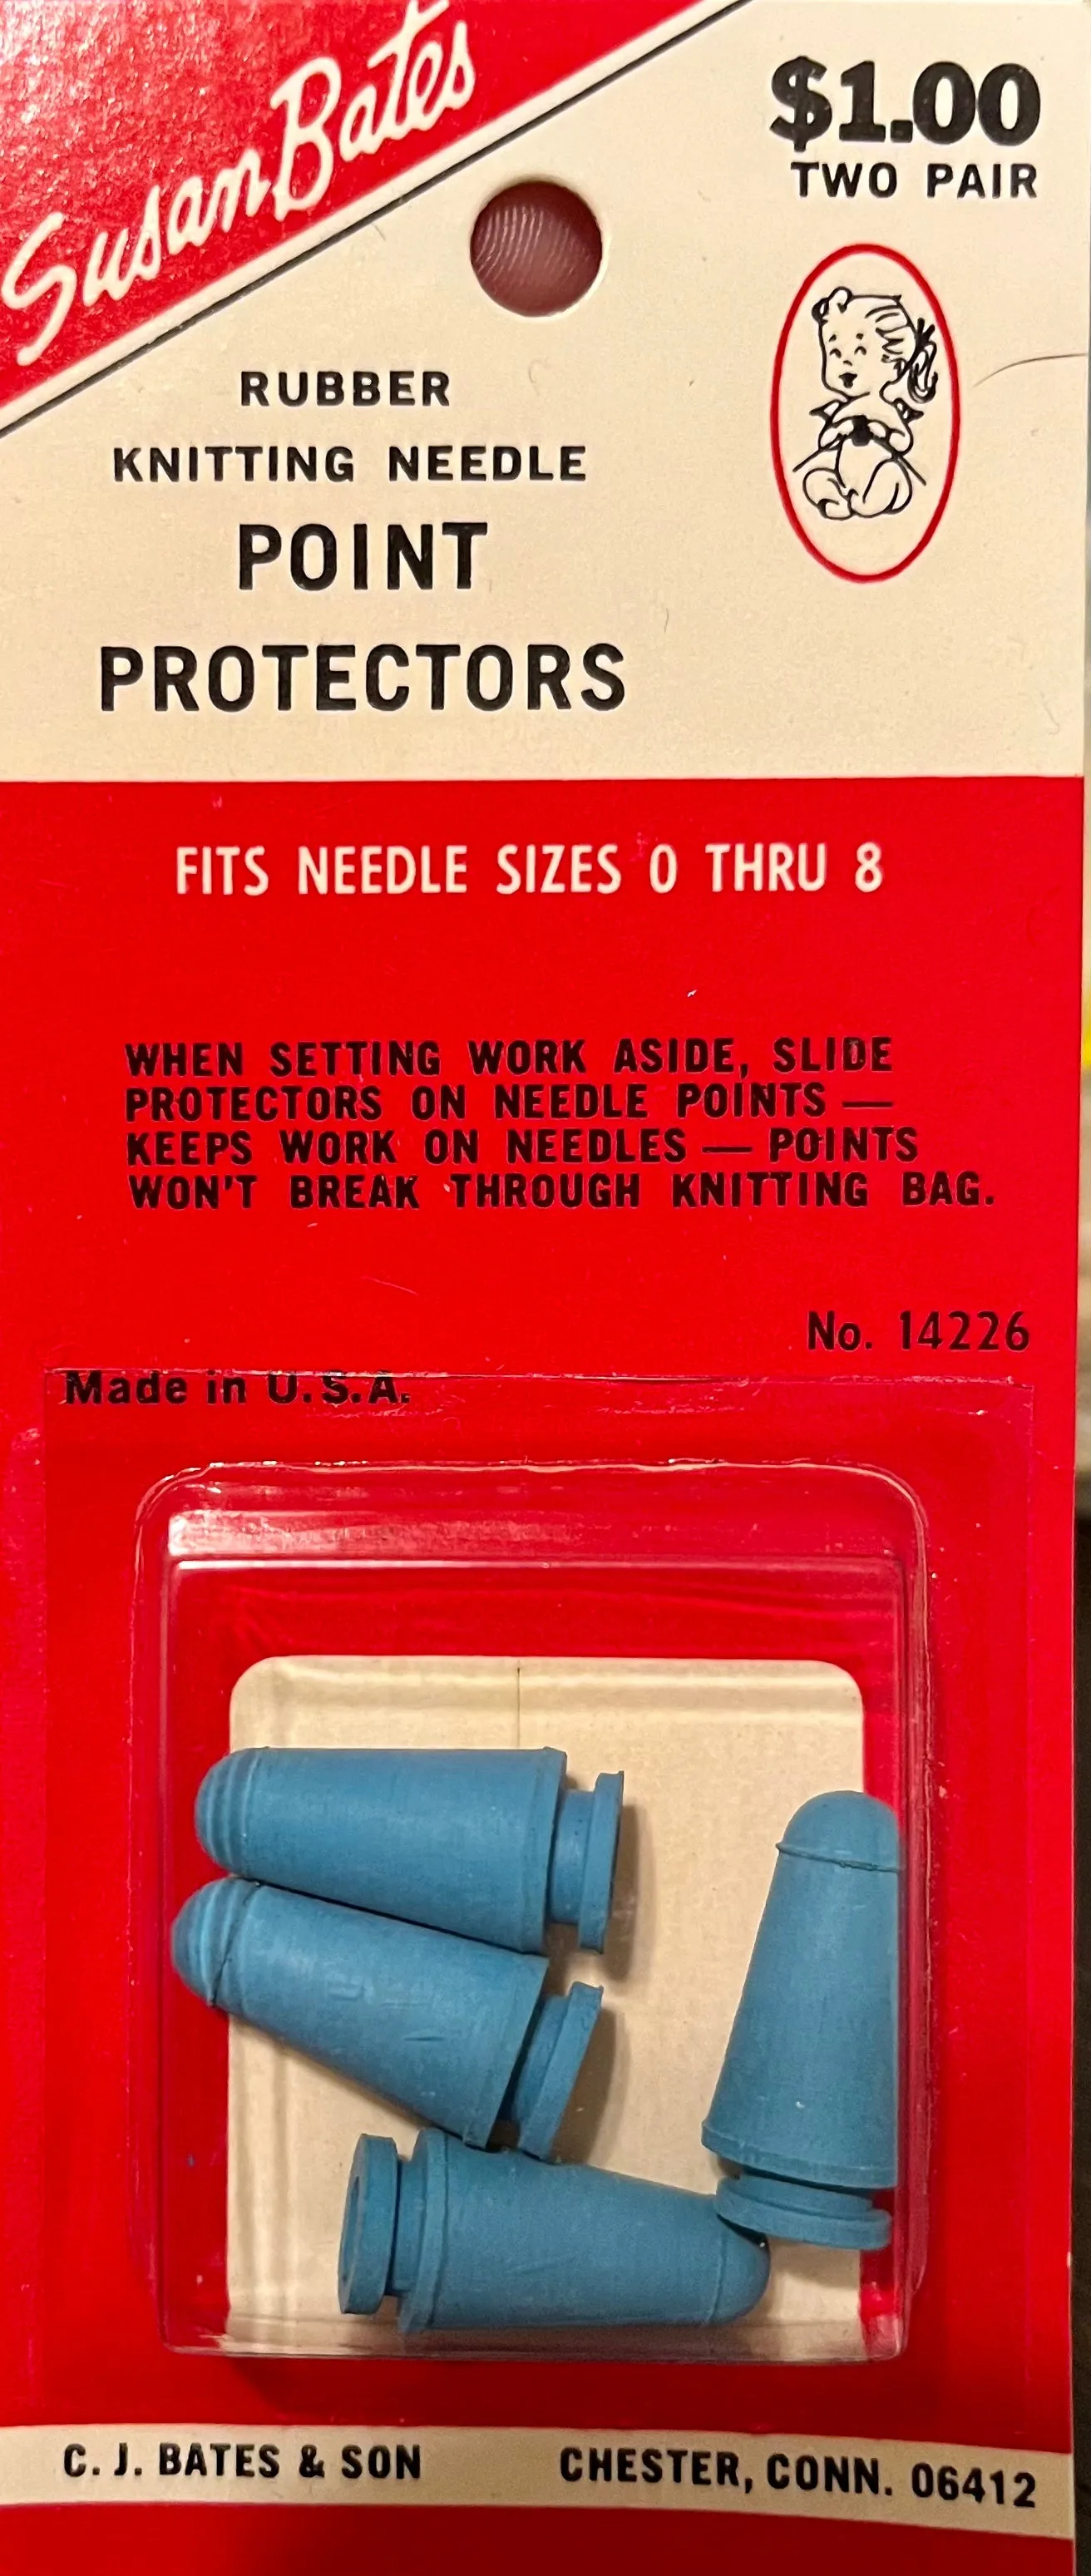 Susan Bates
$1.00
TWO PAIR
RUBBER
KNITTING NEEDLE
POINT
PROTECTORS
FITS NEEDLE SIZES 0 THRU 8
WHEN SETTING WORK ASIDE, SLIDE
PROTECTORS ON NEEDLE POINTS —
KEEPS WORK ON NEEDLES — POINTS
WON'T BREAK THROUGH KNITTING BAG.
No. 14226
Made in U.S.A.
C. J. BATES & SON CHESTER, CONN. 06412